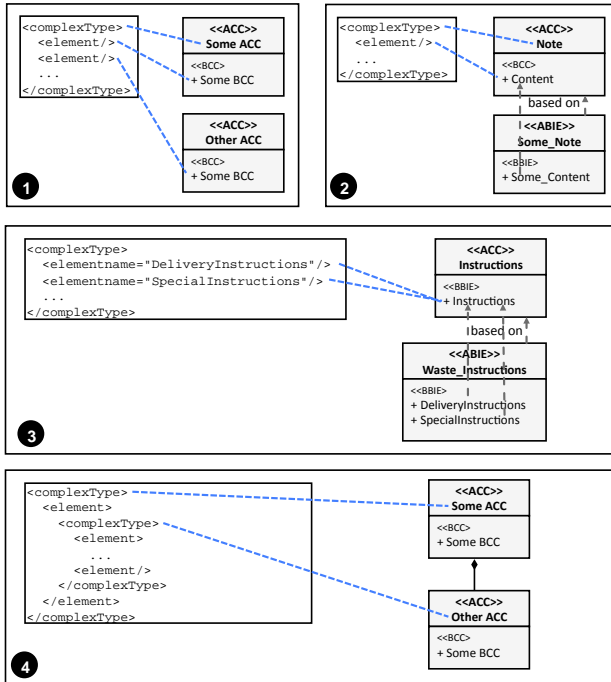 <complexType>
<element/>
<element/>
...
</complexType>
<<ACC>>
Some ACC
<<BCC>>
+ Some BCC
<<ACC>>
Other ACC
<<BCC>>
+ Some BCC
1
<complexType>
<element/>
...
</complexType>
<<ACC>>
Note
<<BCC>>
+ Content
based on
<<ABIE>>
Some_Note
<<BBIE>>
+ Some_Content
2
<complexType>
<elementname="DeliveryInstructions"/>
<elementname="SpecialInstructions"/>
...
</complexType>
<<ACC>>
Instructions
<<BBIE>>
+ Instructions
based on
<<ABIE>>
Waste_Instructions
<<BBIE>>
+ DeliveryInstructions
+ SpecialInstructions
3
<complexType>
<element>
<complexType>
<element>
...
<element/>
</complexType>
</element>
</complexType>
<<ACC>>
Some ACC
<<BCC>>
+ Some BCC
<<ACC>>
Other ACC
<<BCC>>
+ Some BCC
4